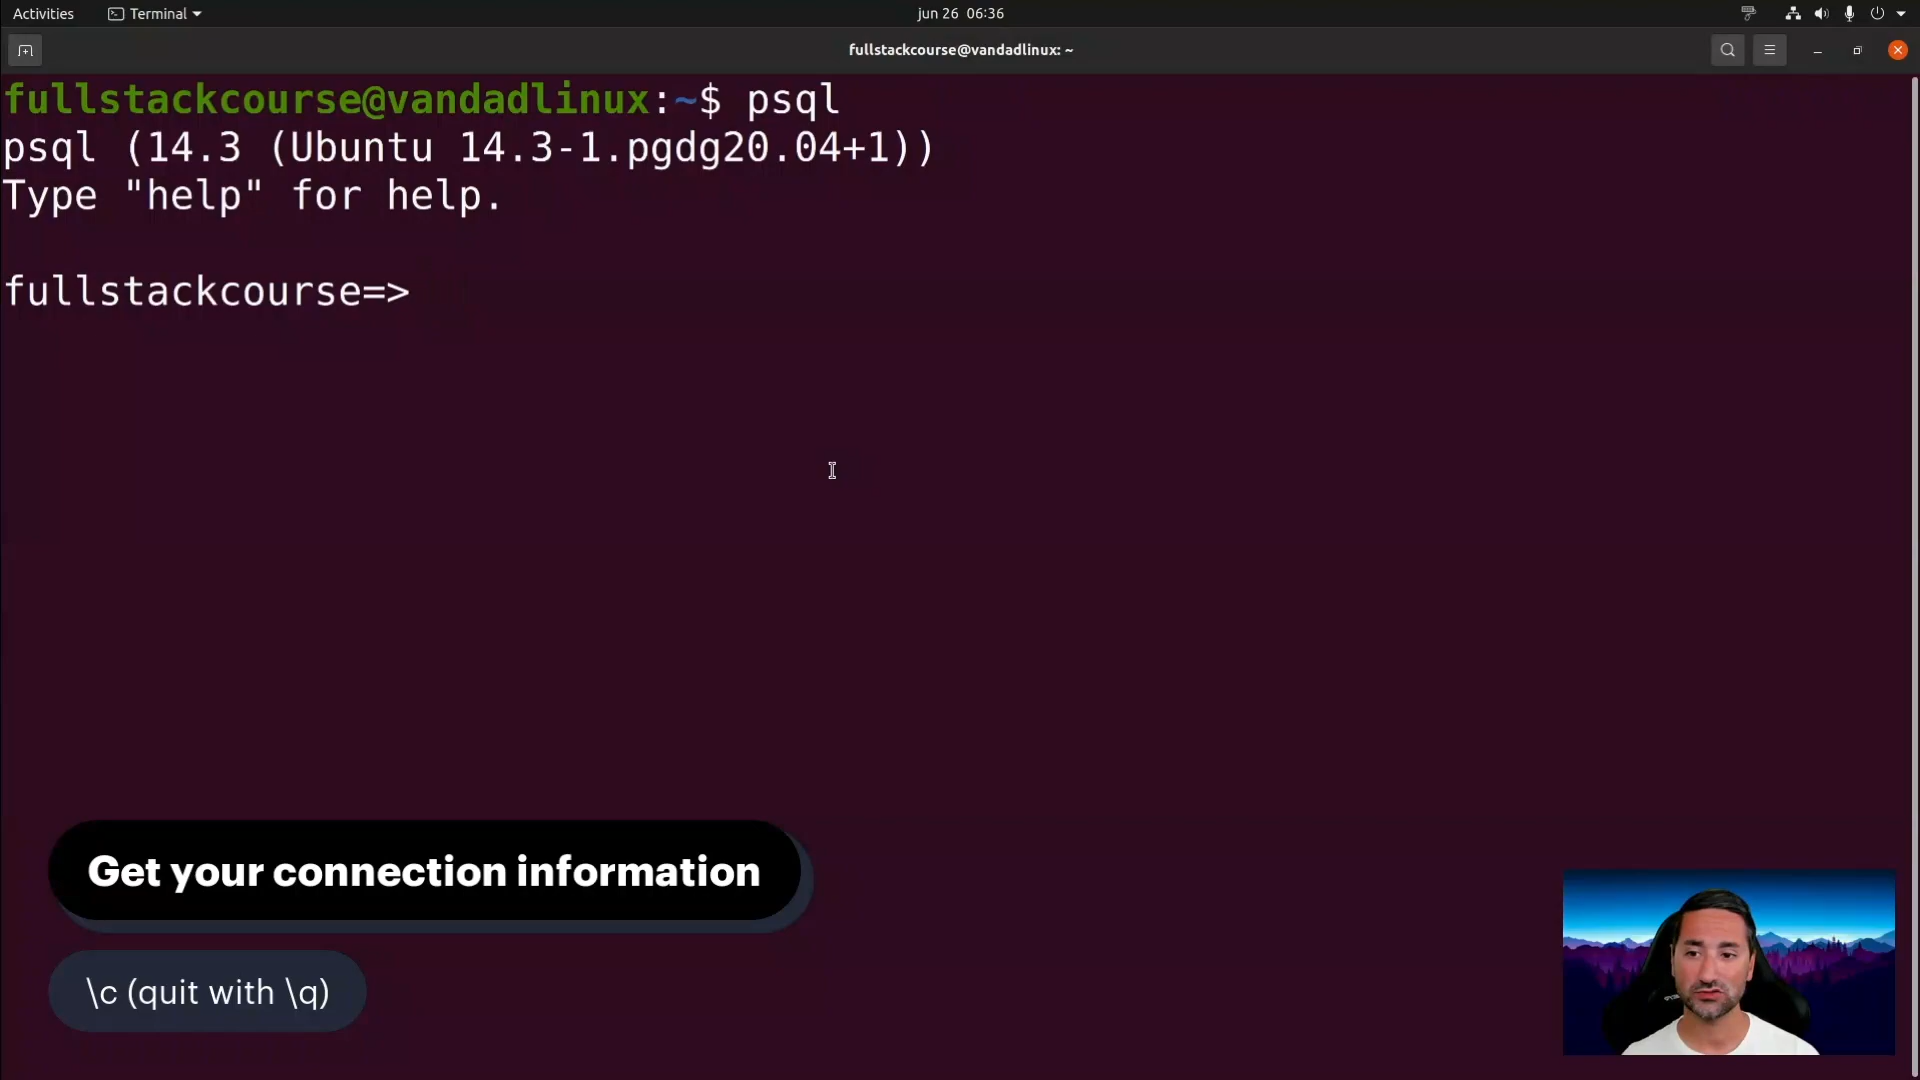 Activities
Terminal
jun 26 06:36
fullstackcourse@vandadlinux: ~
fullstackcourse@vandadlinux:~$ psql
psql (14.3 (Ubuntu 14.3-1.pgdg20.04+1))
Type "help" for help.
fullstackcourse=>
Get your connection information
\c (quit with \q)